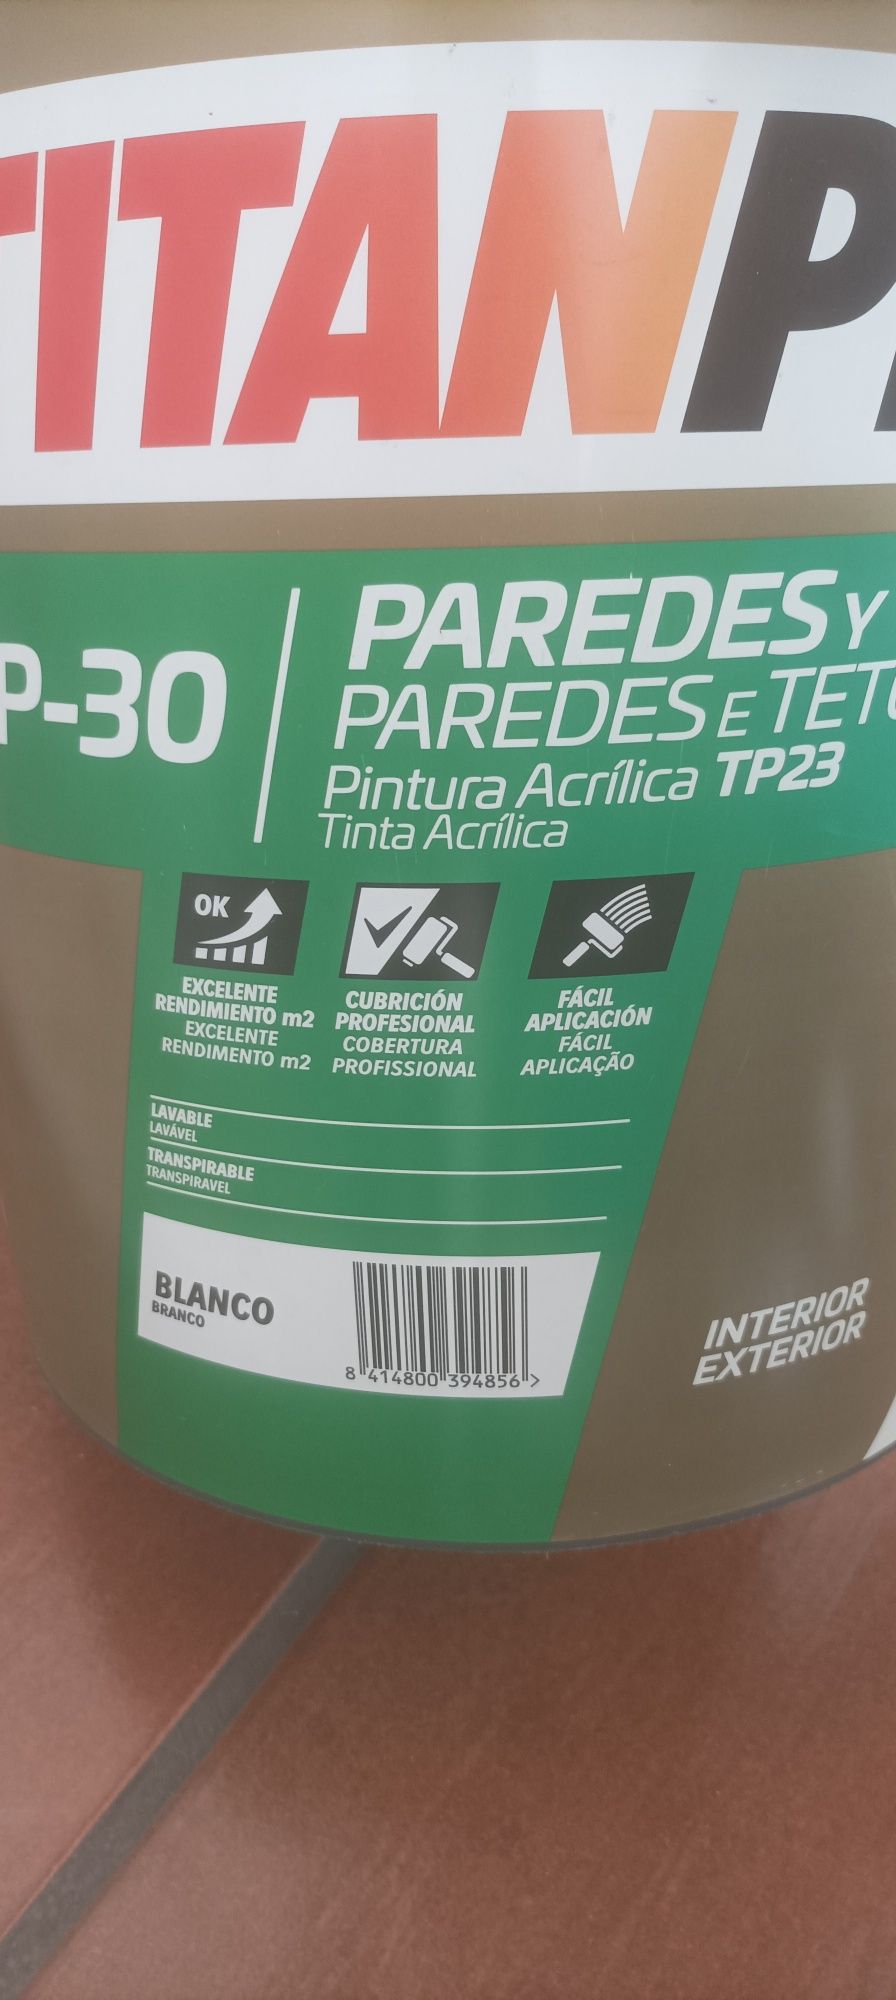 TITANP
P-30
PAREDES Y
PAREDES E TETO
Pintura Acrílica TP23
Tinta Acrílica
OK
EXCELENTE
RENDIMIENTO m2
EXCELENTE
RENDIMENTO m2
CUBRICIÓN
PROFESIONAL
COBERTURA
PROFISSIONAL
FÁCIL
APLICACIÓN
FÁCIL
APLICAÇÃO
LAVABLE
LAVÁVEL
TRANSPIRABLE
TRANSPIRAVEL
BLANCO
BRANCO
8 414800 394856 >
INTERIOR
EXTERIOR